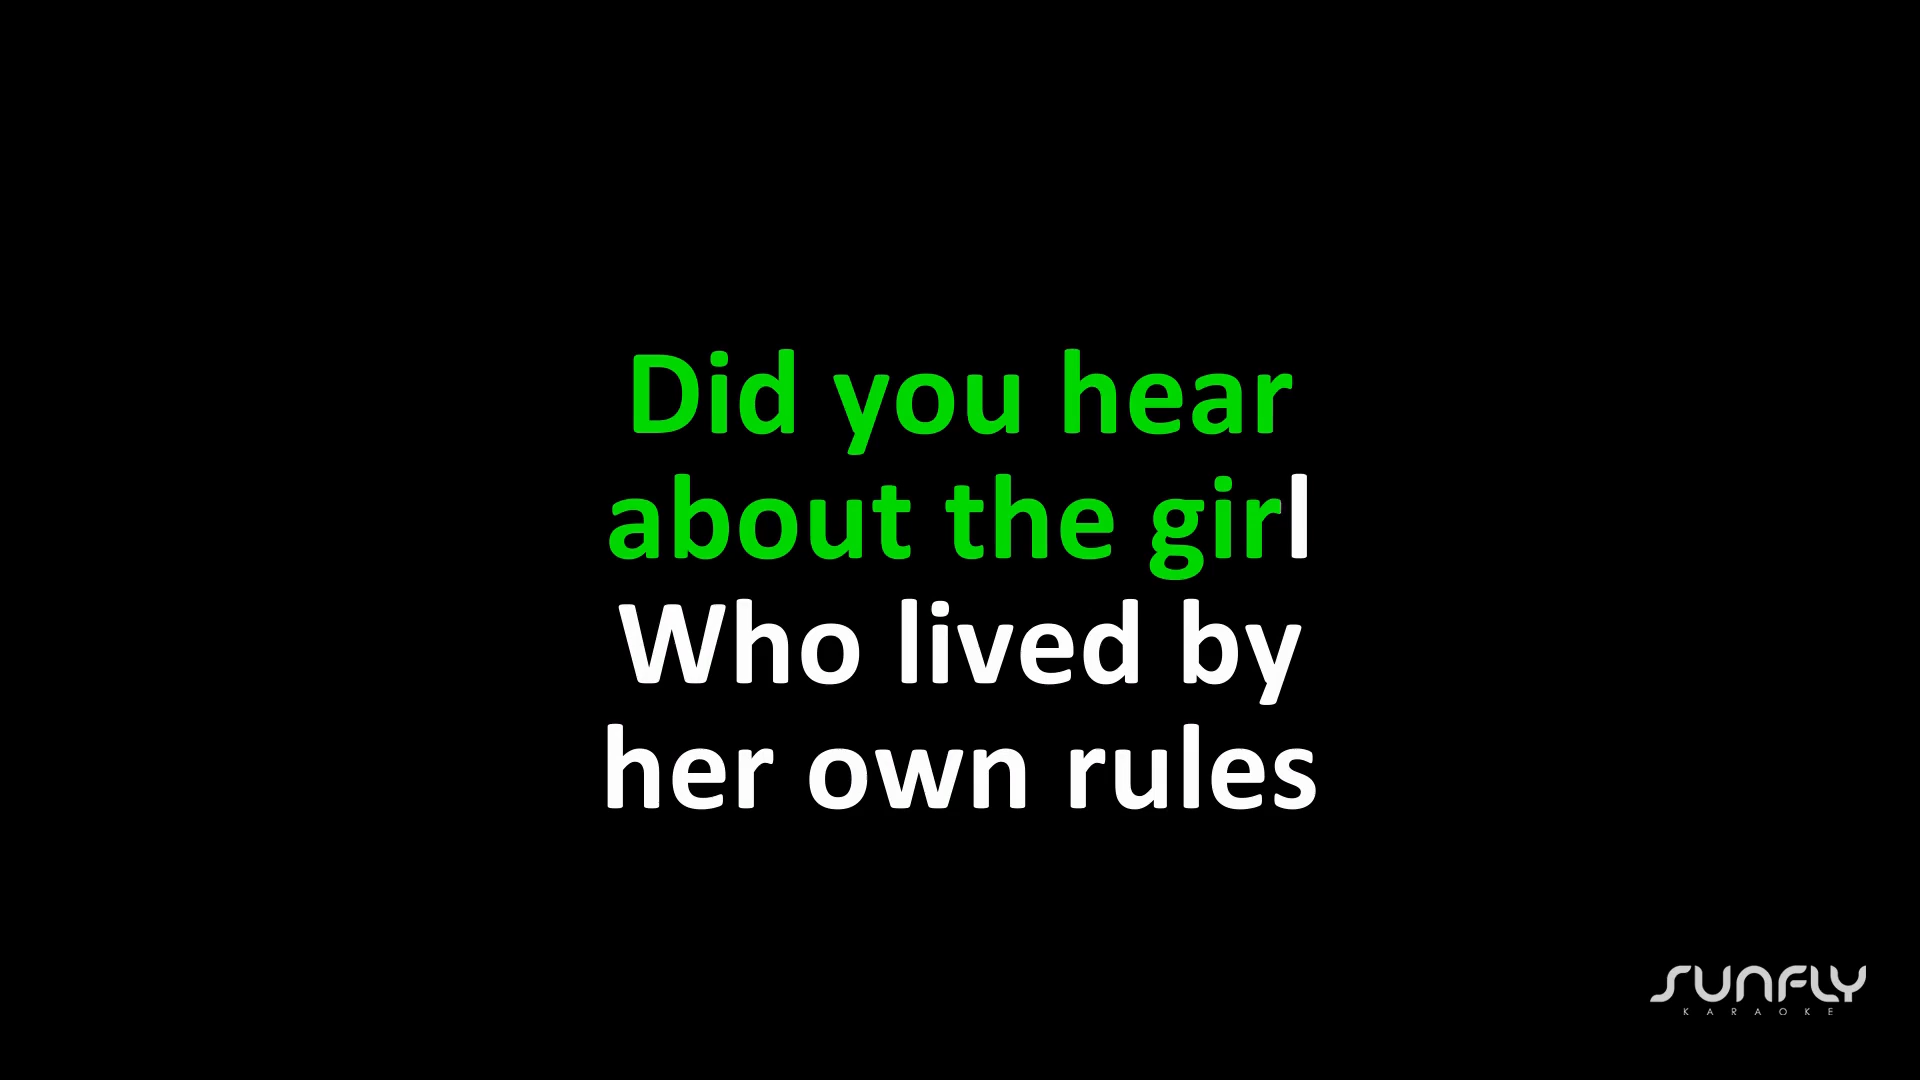 Did you hear
about the girl
Who lived by
her own rules
SUNFLY
KARAOKE